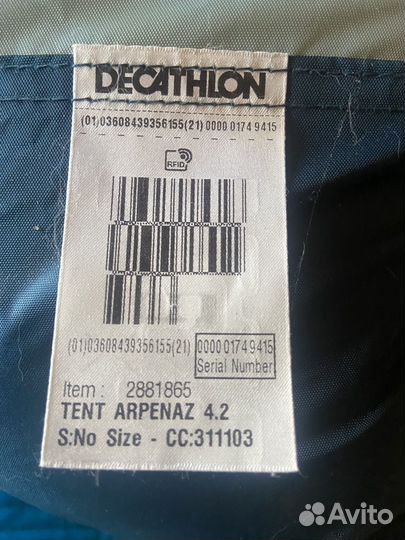 DECATHLON
(01)03608439356155(21) 0000 0174 9415
RFID
(01)03608439356155(21) 0000 0174 9415
Serial Number
Item: 2881865
TENT ARPENAZ 4.2
S:No Size - CC:311103
Avito